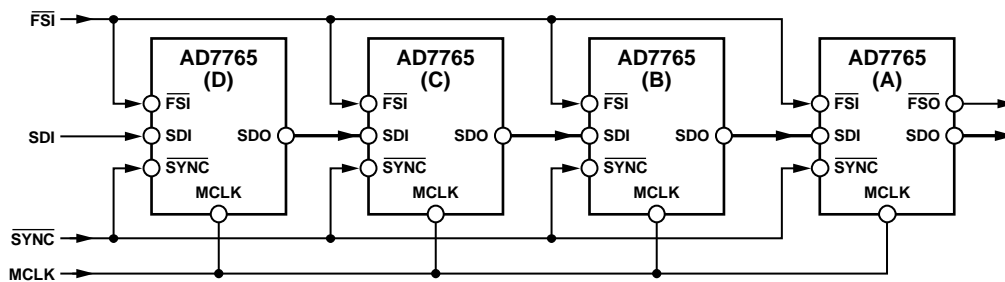 FSI
AD7765 (D)
FSI
SDI
SYNC
SDO
MCLK
AD7765 (C)
FSI
SDI
SYNC
SDO
MCLK
AD7765 (B)
FSI
SDI
SYNC
SDO
MCLK
AD7765 (A)
FSI
SDI
SYNC
FSO
SDO
MCLK
SDI
SYNC
MCLK